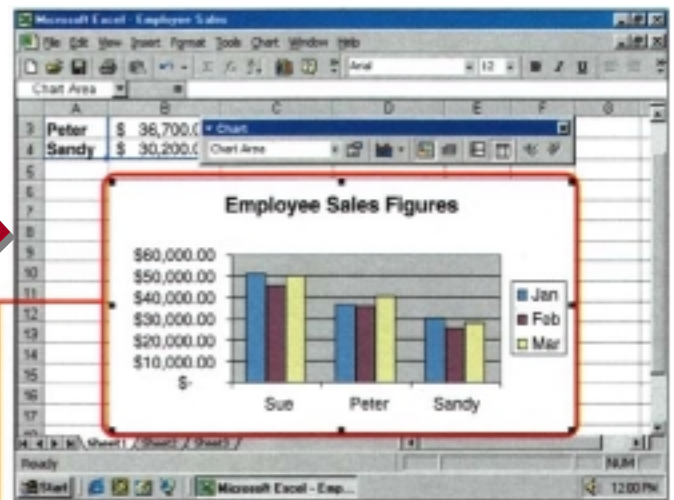 Microsoft Excel - Employee Sales
File Edit View Insert Format Tools Chart Window Help
Arial 12 B I U
Chart Area
A B C D E F G
3 Peter $ 36,700.0
4 Sandy $ 30,200.0
Chart
Chart Area
5
6
7
8
9
10
11
12
13
14
15
16
17
Employee Sales Figures
$60,000.00
$50,000.00
$40,000.00
$30,000.00
$20,000.00
$10,000.00
$-
Sue Peter Sandy
Jan
Feb
Mar
Sheet1 / Sheet2 / Sheet3 /
Ready NUM
Start Microsoft Excel - Emp... 12:00 PM